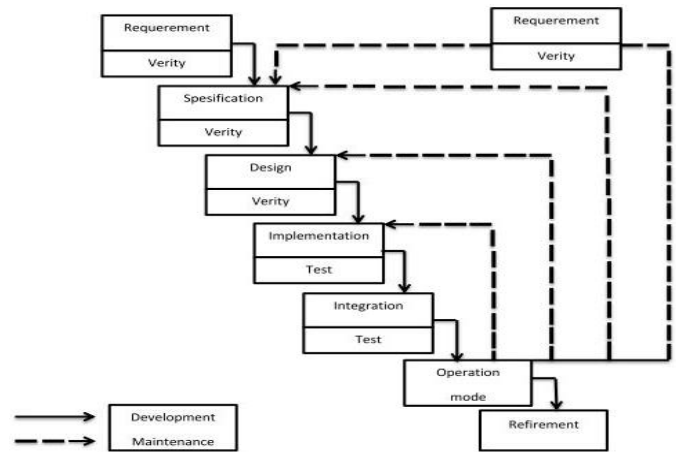 Requerement
Verity
Requerement
Verity
Spesification
Verity
Design
Verity
Implementation
Test
Integration
Test
Operation
mode
Refirement
Development
Maintenance